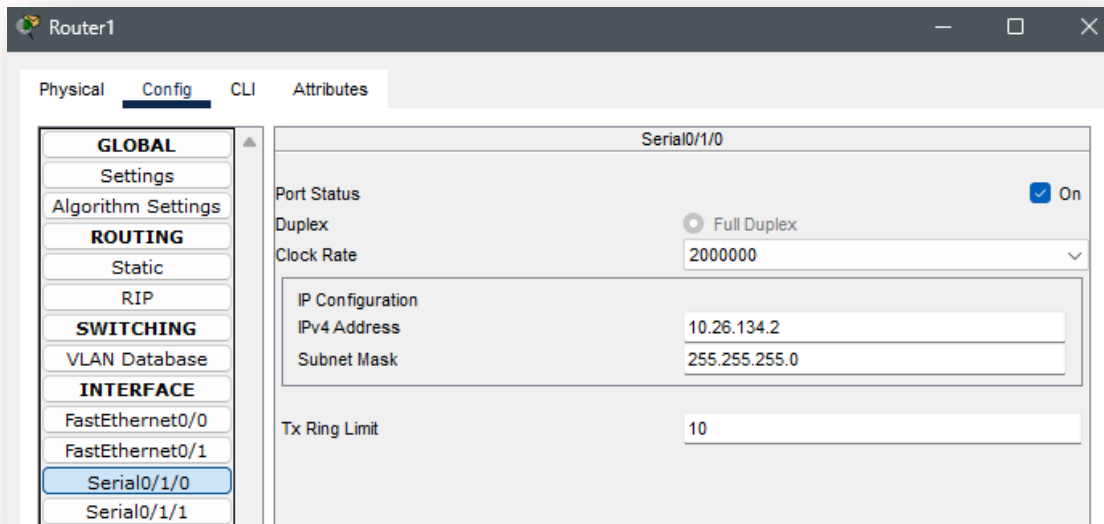 Router1
Physical Config CLI Attributes
GLOBAL
Settings
Algorithm Settings
ROUTING
Static
RIP
SWITCHING
VLAN Database
INTERFACE
FastEthernet0/0
FastEthernet0/1
Serial0/1/0
Serial0/1/1
Serial0/1/0
Port Status On
Duplex Full Duplex
Clock Rate 2000000
IP Configuration
IPv4 Address 10.26.134.2
Subnet Mask 255.255.255.0
Tx Ring Limit 10